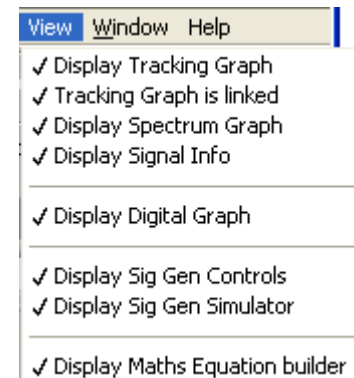 View Window Help
✓ Display Tracking Graph
✓ Tracking Graph is linked
✓ Display Spectrum Graph
✓ Display Signal Info
✓ Display Digital Graph
✓ Display Sig Gen Controls
✓ Display Sig Gen Simulator
✓ Display Maths Equation builder